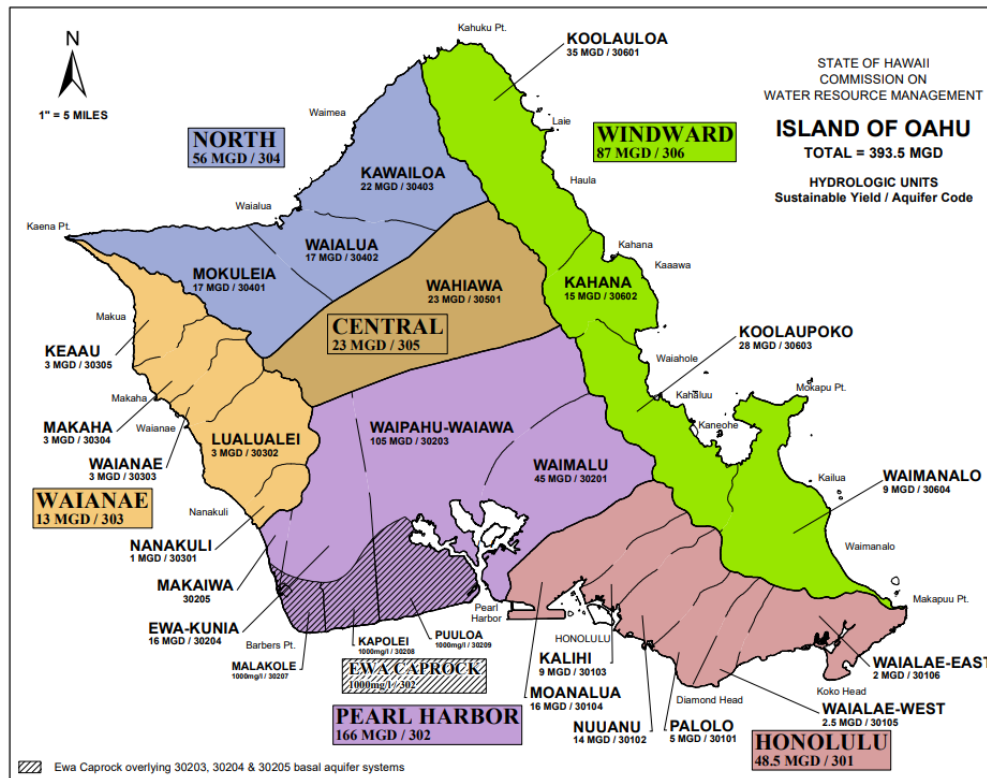 N
1" = 5 MILES
STATE OF HAWAII
COMMISSION ON
WATER RESOURCE MANAGEMENT
ISLAND OF OAHU
TOTAL = 393.5 MGD
HYDROLOGIC UNITS
Sustainable Yield / Aquifer Code
Kahuku Pt.
KOOLAULOA
35 MGD / 30601
Waimea
Laie
NORTH
56 MGD / 304
WINDWARD
87 MGD / 306
KAWAILOA
22 MGD / 30403
Haula
Waialua
Kaena Pt.
WAIALUA
17 MGD / 30402
Kahana
Kaaawa
MOKULEIA
17 MGD / 30401
WAHIAWA
23 MGD / 30501
KAHANA
15 MGD / 30602
Makua
CENTRAL
23 MGD / 305
KOOLAUPOKO
28 MGD / 30603
KEAAU
3 MGD / 30305
Waiahole
Mokapu Pt.
Makaha
Kahaluu
MAKAHA
3 MGD / 30304
Waianae
Kaneohe
WAIPAHU-WAIAWA
105 MGD / 30203
LUALUALEI
3 MGD / 30302
WAIANAE
3 MGD / 30303
WAIMALU
45 MGD / 30201
Kailua
WAIMANALO
9 MGD / 30604
WAIANAE
13 MGD / 303
Nanakuli
NANAKULI
1 MGD / 30301
Waimanalo
MAKAIWA
30205
Makapuu Pt.
Pearl
Harbor
EWA-KUNIA
16 MGD / 30204
Barbers Pt.
KAPOLEI
1000mg/l / 30208
PUULOA
1000mg/l / 30209
HONOLULU
MALAKOLE
1000mg/l / 30207
EWA CAPROCK
1000mg/l / 302
KALIHI
9 MGD / 30103
WAIALAE-EAST
2 MGD / 30106
MOANALUA
16 MGD / 30104
Diamond Head
Koko Head
WAIALAE-WEST
2.5 MGD / 30105
PEARL HARBOR
166 MGD / 302
NUUANU
14 MGD / 30102
PALOLO
5 MGD / 30101
HONOLULU
48.5 MGD / 301
Ewa Caprock overlying 30203, 30204 & 30205 basal aquifer systems